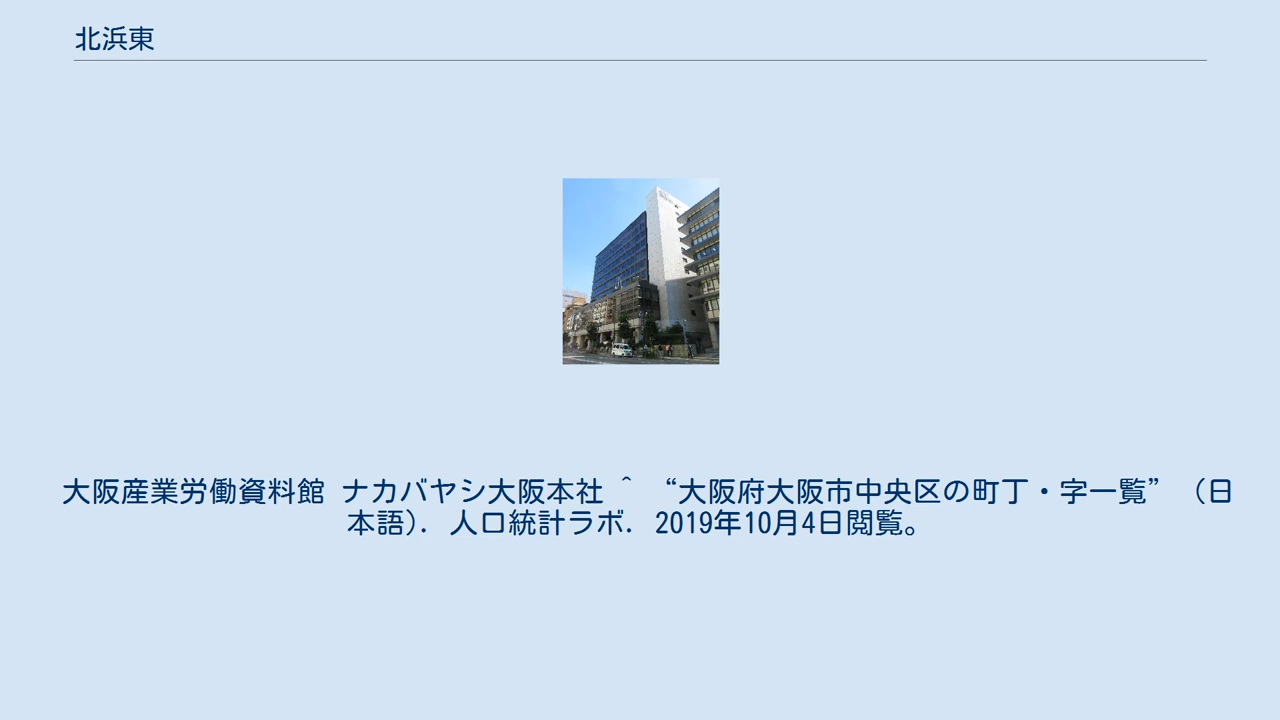 北浜東
大阪産業労働資料館 ナカバヤシ大阪本社 ^ “大阪府大阪市中央区の町丁・字一覧” (日
本語). 人口統計ラボ. 2019年10月4日閲覧。